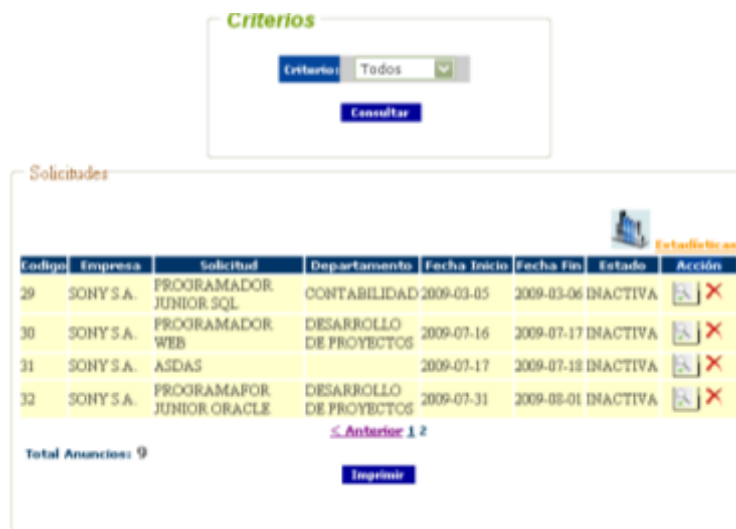 Criterios
Criterio: Todos
Consultar
Solicitudes
Estadísticas
Codigo Empresa Solicitud Departamento Fecha Inicio Fecha Fin Estado Acción
29 SONY S.A. PROGRAMADOR JUNIOR SQL CONTABILIDAD 2009-03-05 2009-03-06 INACTIVA
30 SONY S.A. PROGRAMADOR WEB DESARROLLO DE PROYECTOS 2009-07-16 2009-07-17 INACTIVA
31 SONY S.A. ASDAS 2009-07-17 2009-07-18 INACTIVA
32 SONY S.A. PROGRAMAFOR JUNIOR ORACLE DESARROLLO DE PROYECTOS 2009-07-31 2009-08-01 INACTIVA
< Anterior 1 2
Total Anuncios: 9
Imprimir